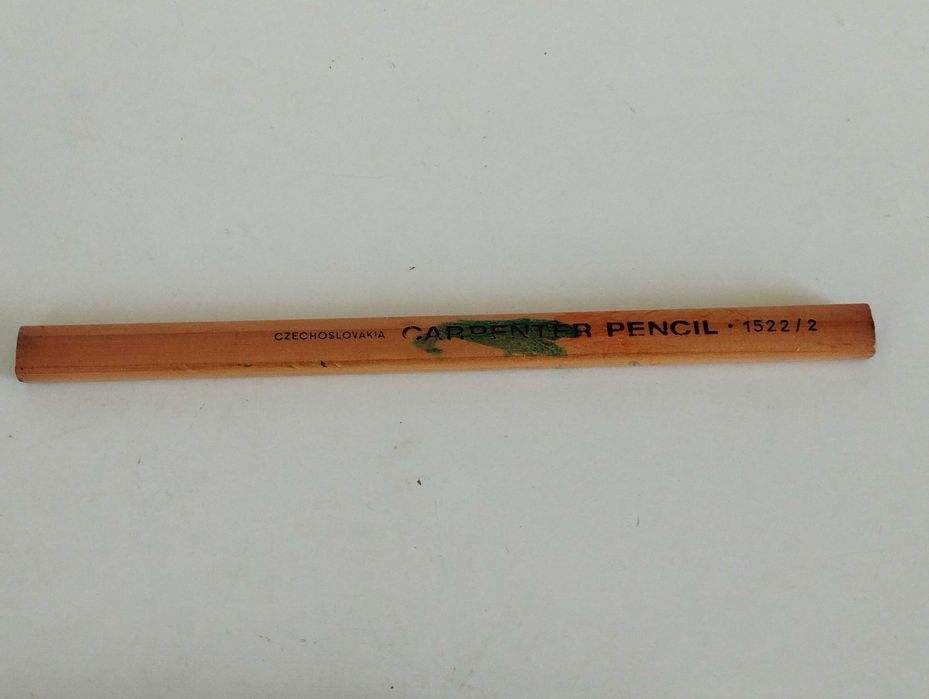 CZECHOSLOVAKIA CARPENTER PENCIL · 1522/2